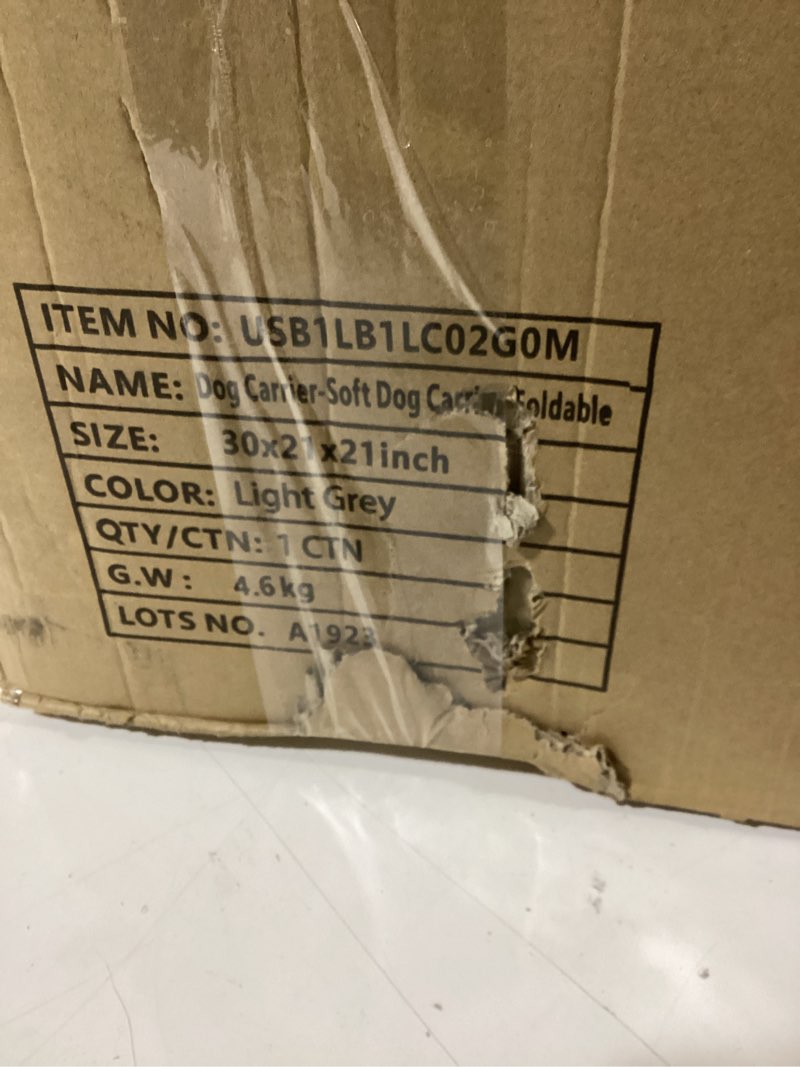 ITEM NO: USB1LB1LC02G0M
NAME: Dog Carrier-Soft Dog Carrier Foldable
SIZE: 30x21x21inch
COLOR: Light Grey
QTY/CTN: 1 CTN
G.W: 4.6kg
LOTS NO. A1923